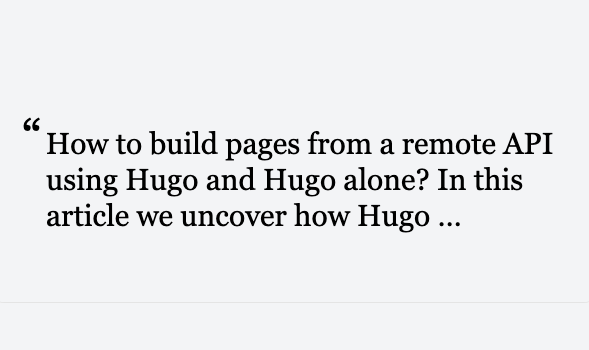 “ How to build pages from a remote API
using Hugo and Hugo alone? In this
article we uncover how Hugo ...